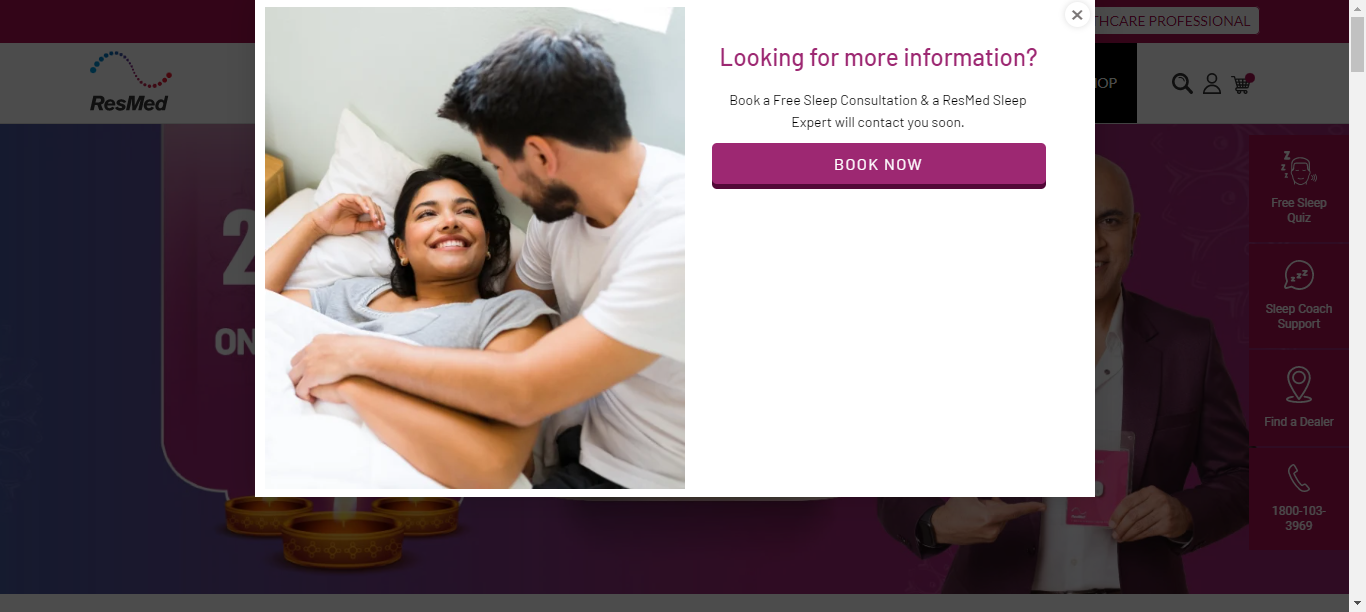 THCARE PROFESSIONAL
ResMed
OP
Looking for more information?
Book a Free Sleep Consultation & a ResMed Sleep
Expert will contact you soon.
BOOK NOW
2
ON
Free Sleep
Quiz
Sleep Coach
Support
Find a Dealer
1800-103-
3969